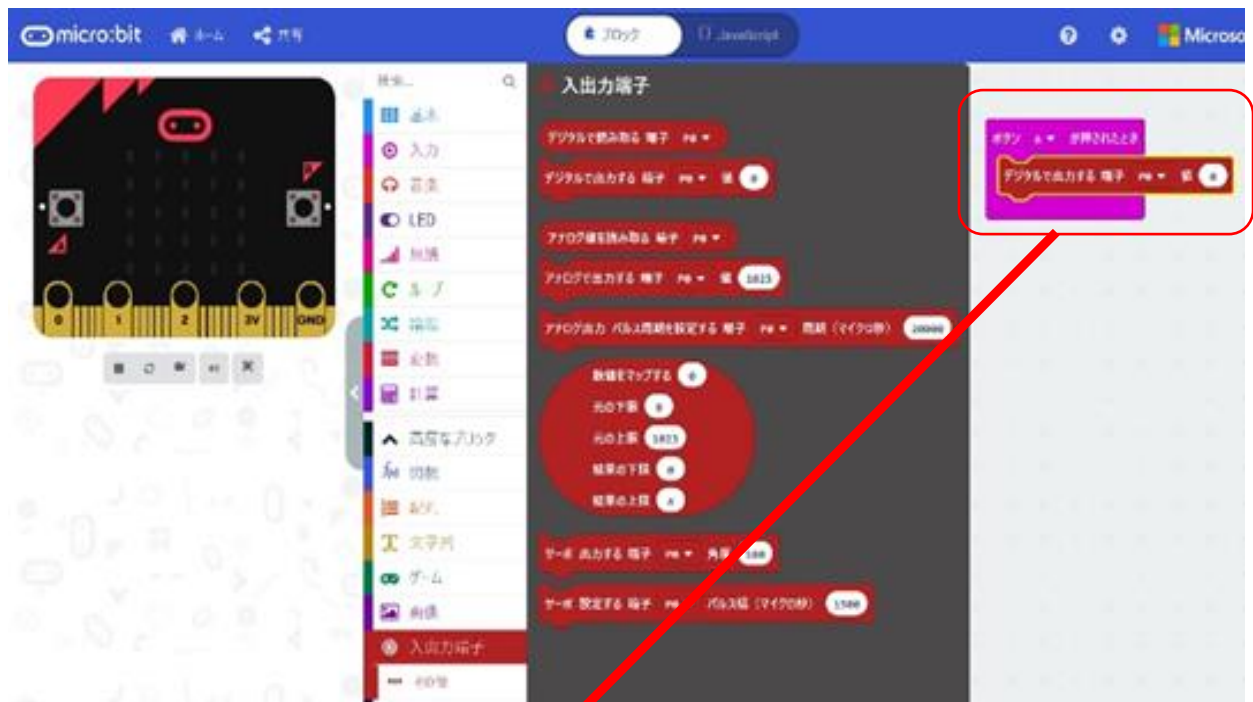 micro:bit
ホーム
共有
ブロック
{} JavaScript
Microso
検索...
基本
入力
音楽
LED
無線
ループ
論理
変数
計算
高度なブロック
関数
配列
文字列
ゲーム
画像
入出力端子
その他
0 1 2 3V GND
入出力端子
デジタルで読み取る 端子 P0
デジタルで出力する 端子 P0 値 0
アナログ値を読み取る 端子 P0
アナログで出力する 端子 P0 値 1023
アナログ出力 パルス周期を設定する 端子 P0 周期（マイクロ秒） 20000
数値をマップする 0
元の下限 0
元の上限 1023
結果の下限 0
結果の上限 4
サーボ 出力する 端子 P0 角度 180
サーボ 設定する 端子 P0 パルス幅（マイクロ秒） 1500
ボタン A が押されたとき
デジタルで出力する 端子 P0 値 0